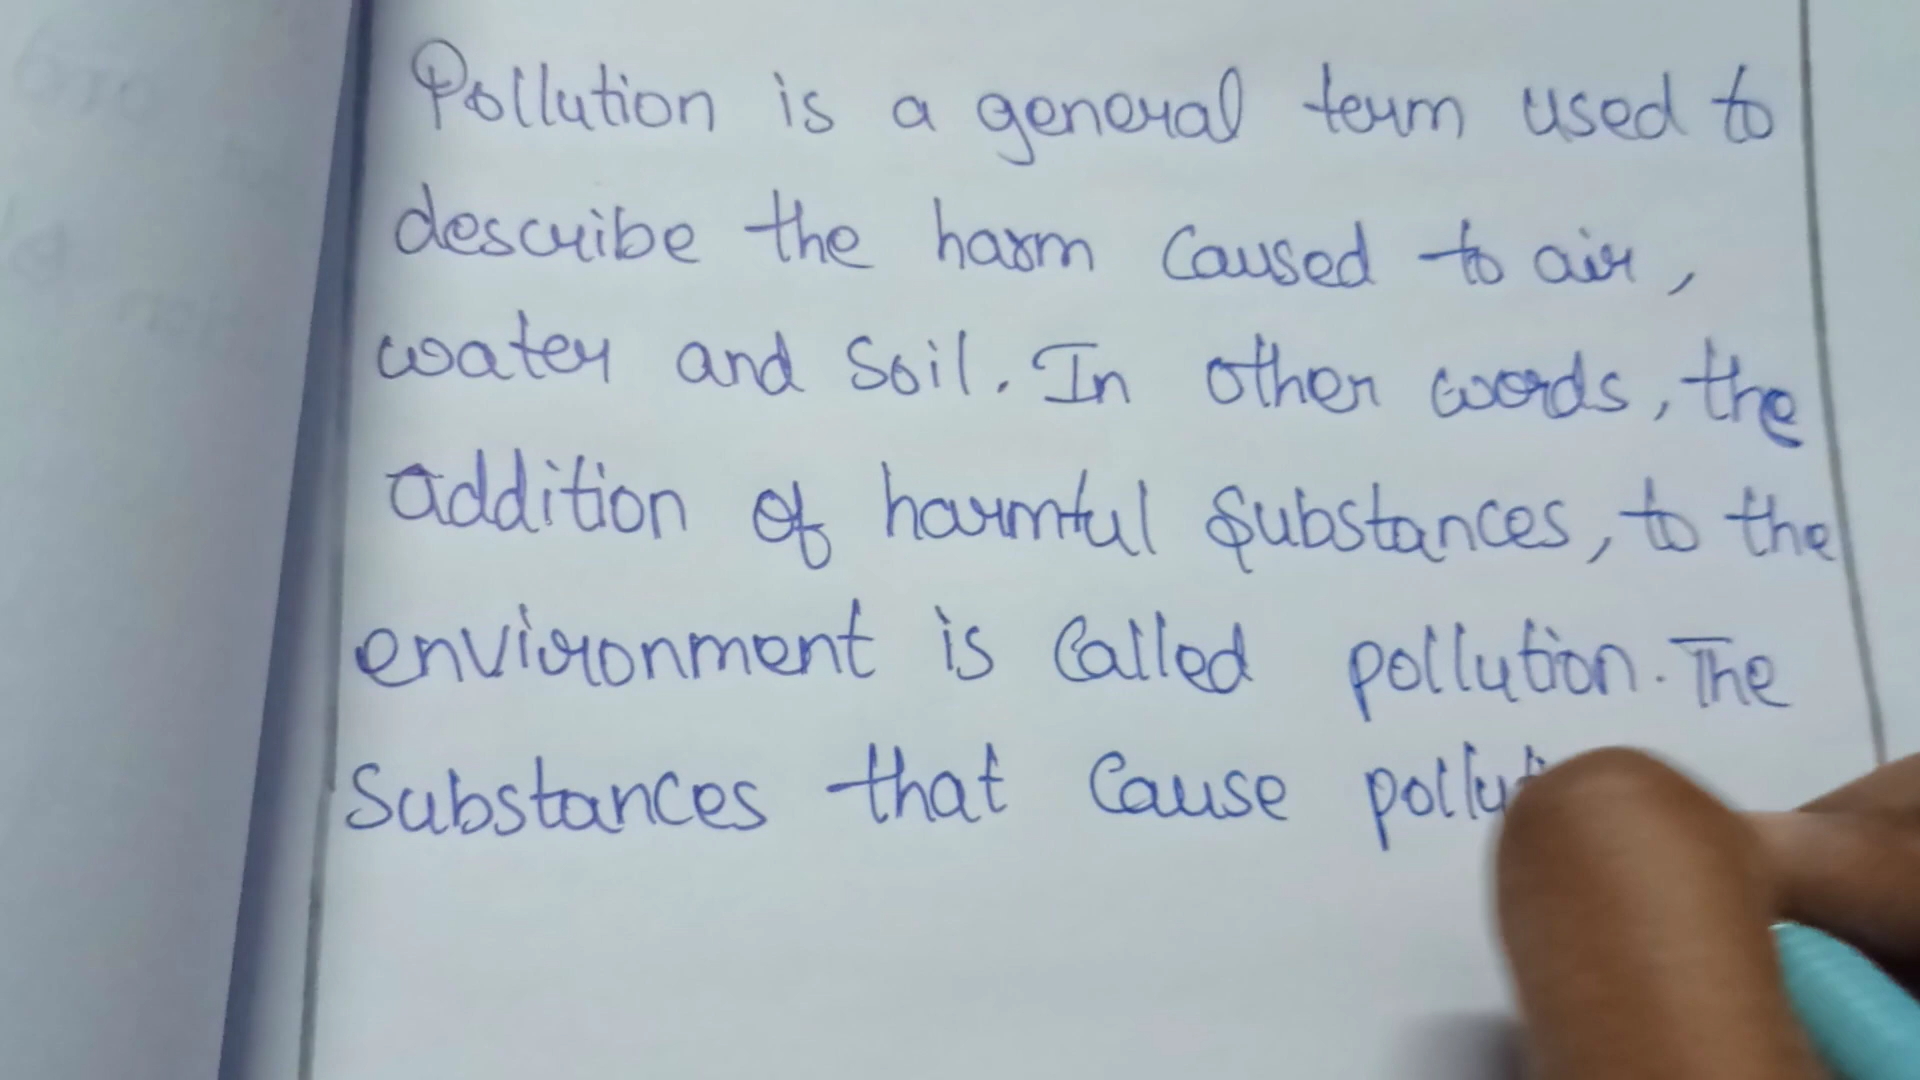 Pollution is a general term used to
describe the harm caused to air,
water and soil. In other words, the
addition of harmful substances, to the
environment is called pollution. The
Substances that cause